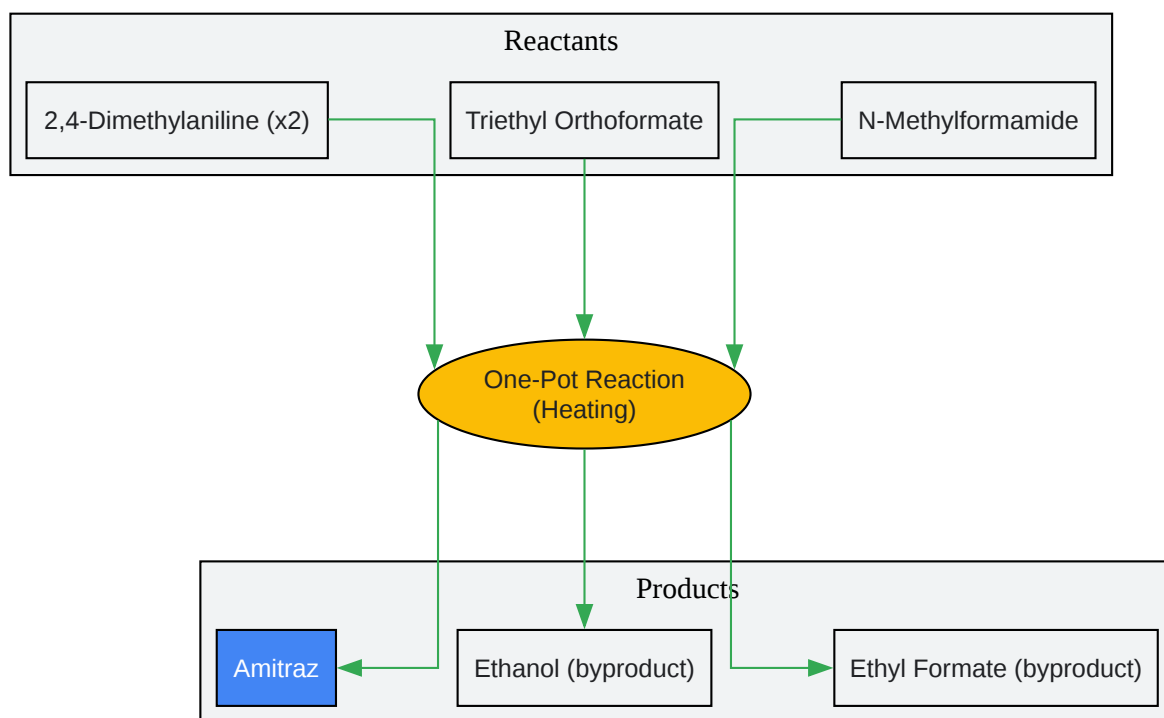 Reactants
2,4-Dimethylaniline (x2)
Triethyl Orthoformate
N-Methylformamide
One-Pot Reaction
(Heating)
Products
Amitraz
Ethanol (byproduct)
Ethyl Formate (byproduct)